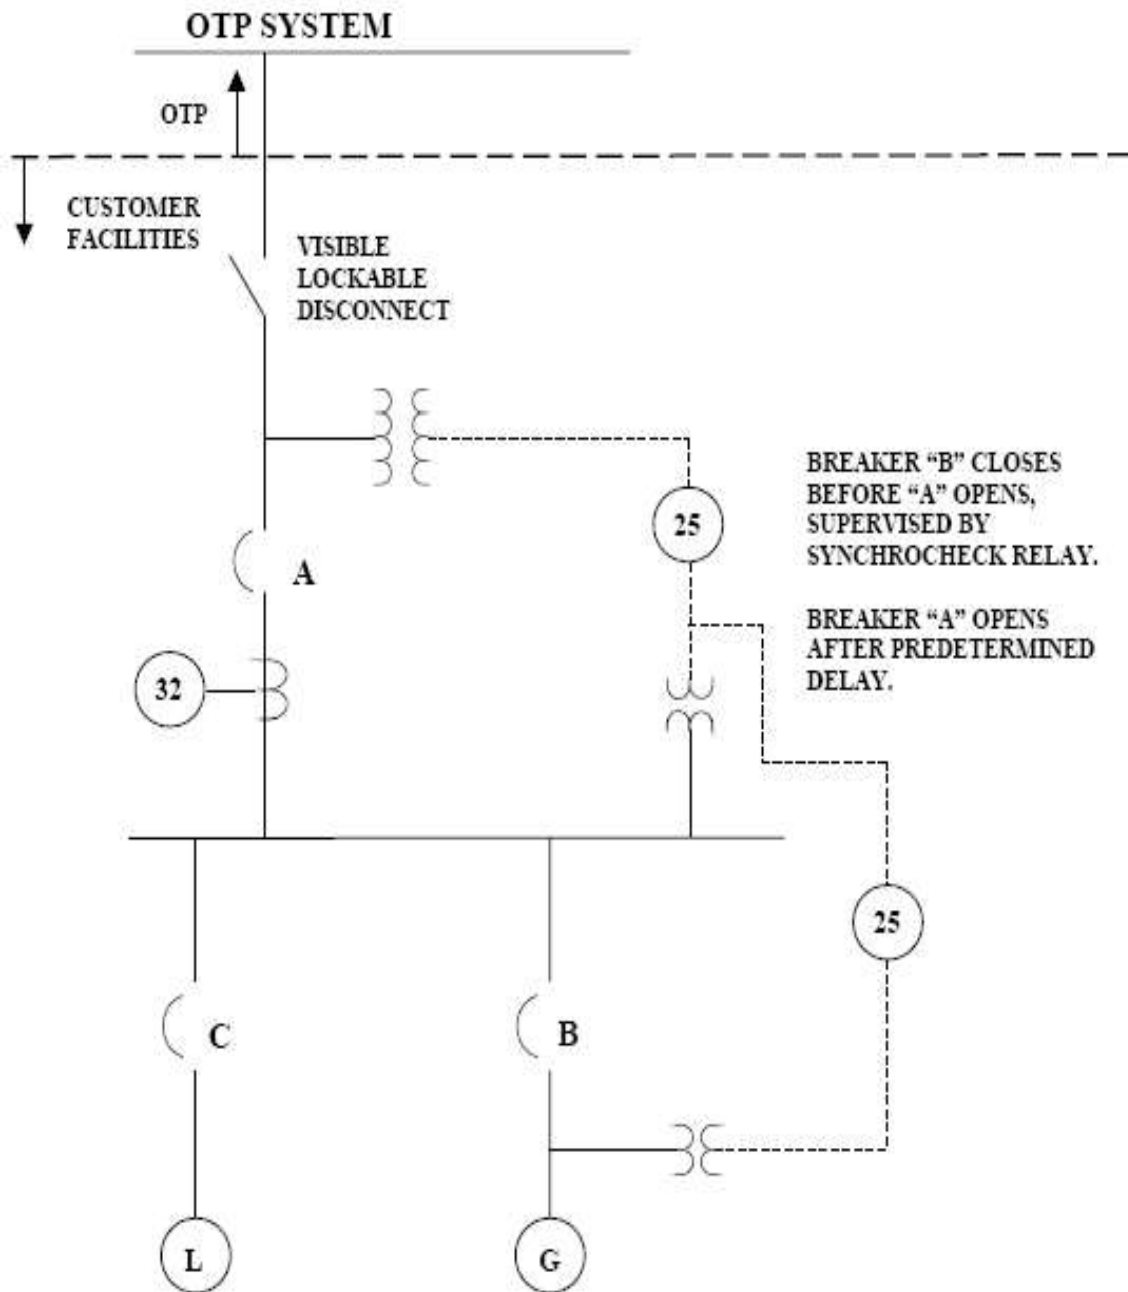 OTP SYSTEM
OTP
CUSTOMER
FACILITIES
VISIBLE
LOCKABLE
DISCONNECT
BREAKER “B” CLOSES
BEFORE “A” OPENS,
SUPERVISED BY
SYNCHROCHECK RELAY.
25
A
BREAKER “A” OPENS
AFTER PREDETERMINED
DELAY.
32
25
C
B
L
G